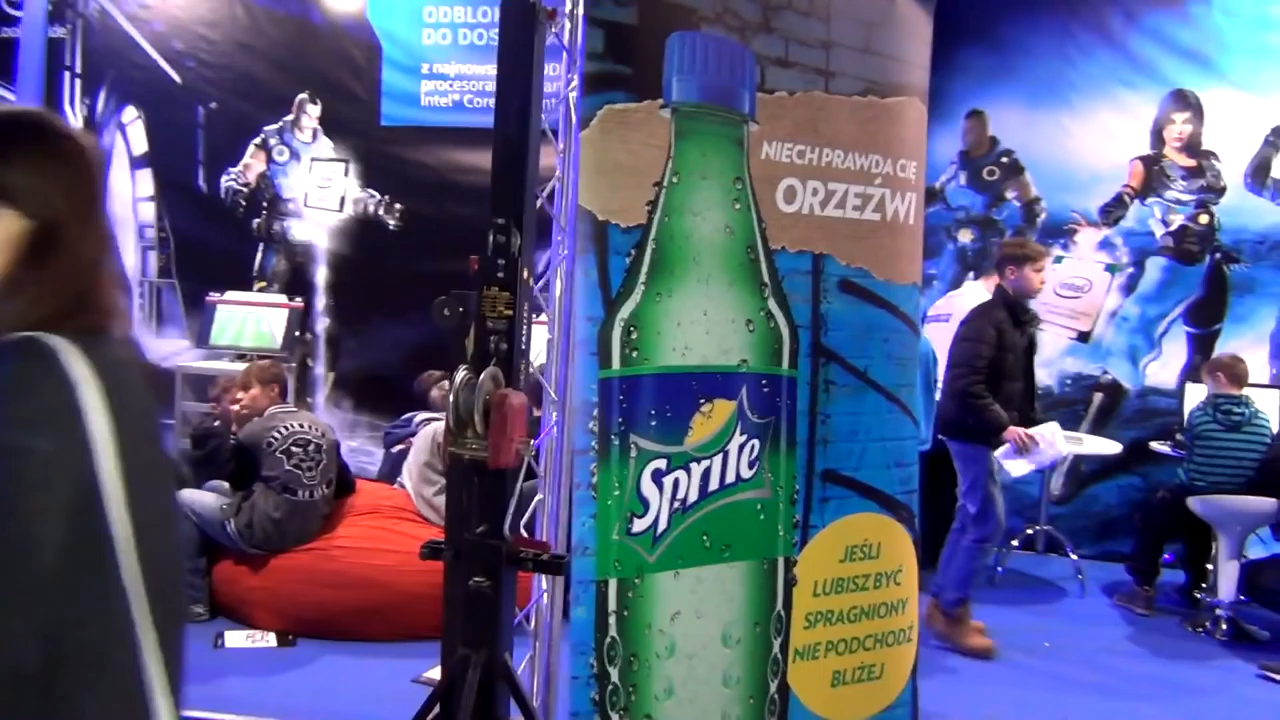 DO DOS
z najnows
procesora
Intel® Core
NIECH PRAWDA CIĘ
ORZEŹWI
intel
Sprite
JEŚLI
LUBISZ BYĆ
SPRAGNIONY
NIE PODCHODŹ
BLIŻEJ